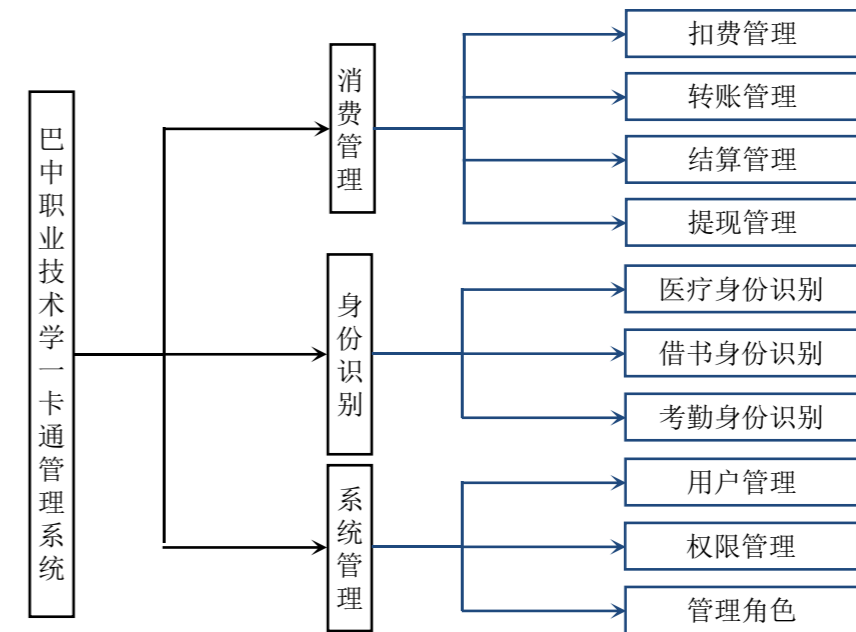 巴中职业技术学一卡通管理系统
消费管理
扣费管理
转账管理
结算管理
提现管理
身份识别
医疗身份识别
借书身份识别
考勤身份识别
系统管理
用户管理
权限管理
管理角色